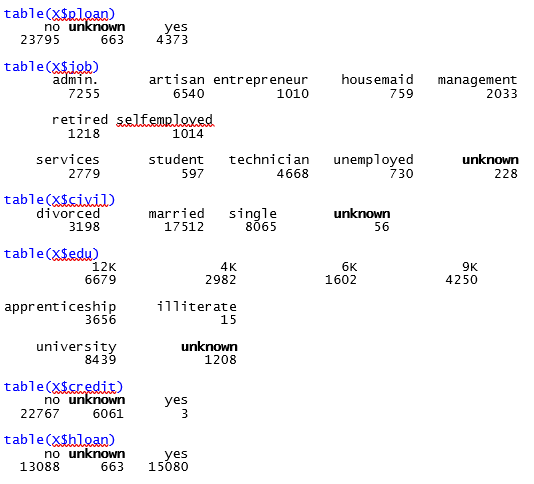 table(X$ploan)
no unknown yes
23795 663 4373
table(X$job)
admin. artisan entrepreneur housemaid management
7255 6540 1010 759 2033
retired selfemployed
1218 1014
services student technician unemployed unknown
2779 597 4668 730 228
table(X$civil)
divorced married single unknown
3198 17512 8065 56
table(X$edu)
12K 4K 6K 9K
6679 2982 1602 4250
apprenticeship illiterate
3656 15
university unknown
8439 1208
table(X$credit)
no unknown yes
22767 6061 3
table(X$hloan)
no unknown yes
13088 663 15080